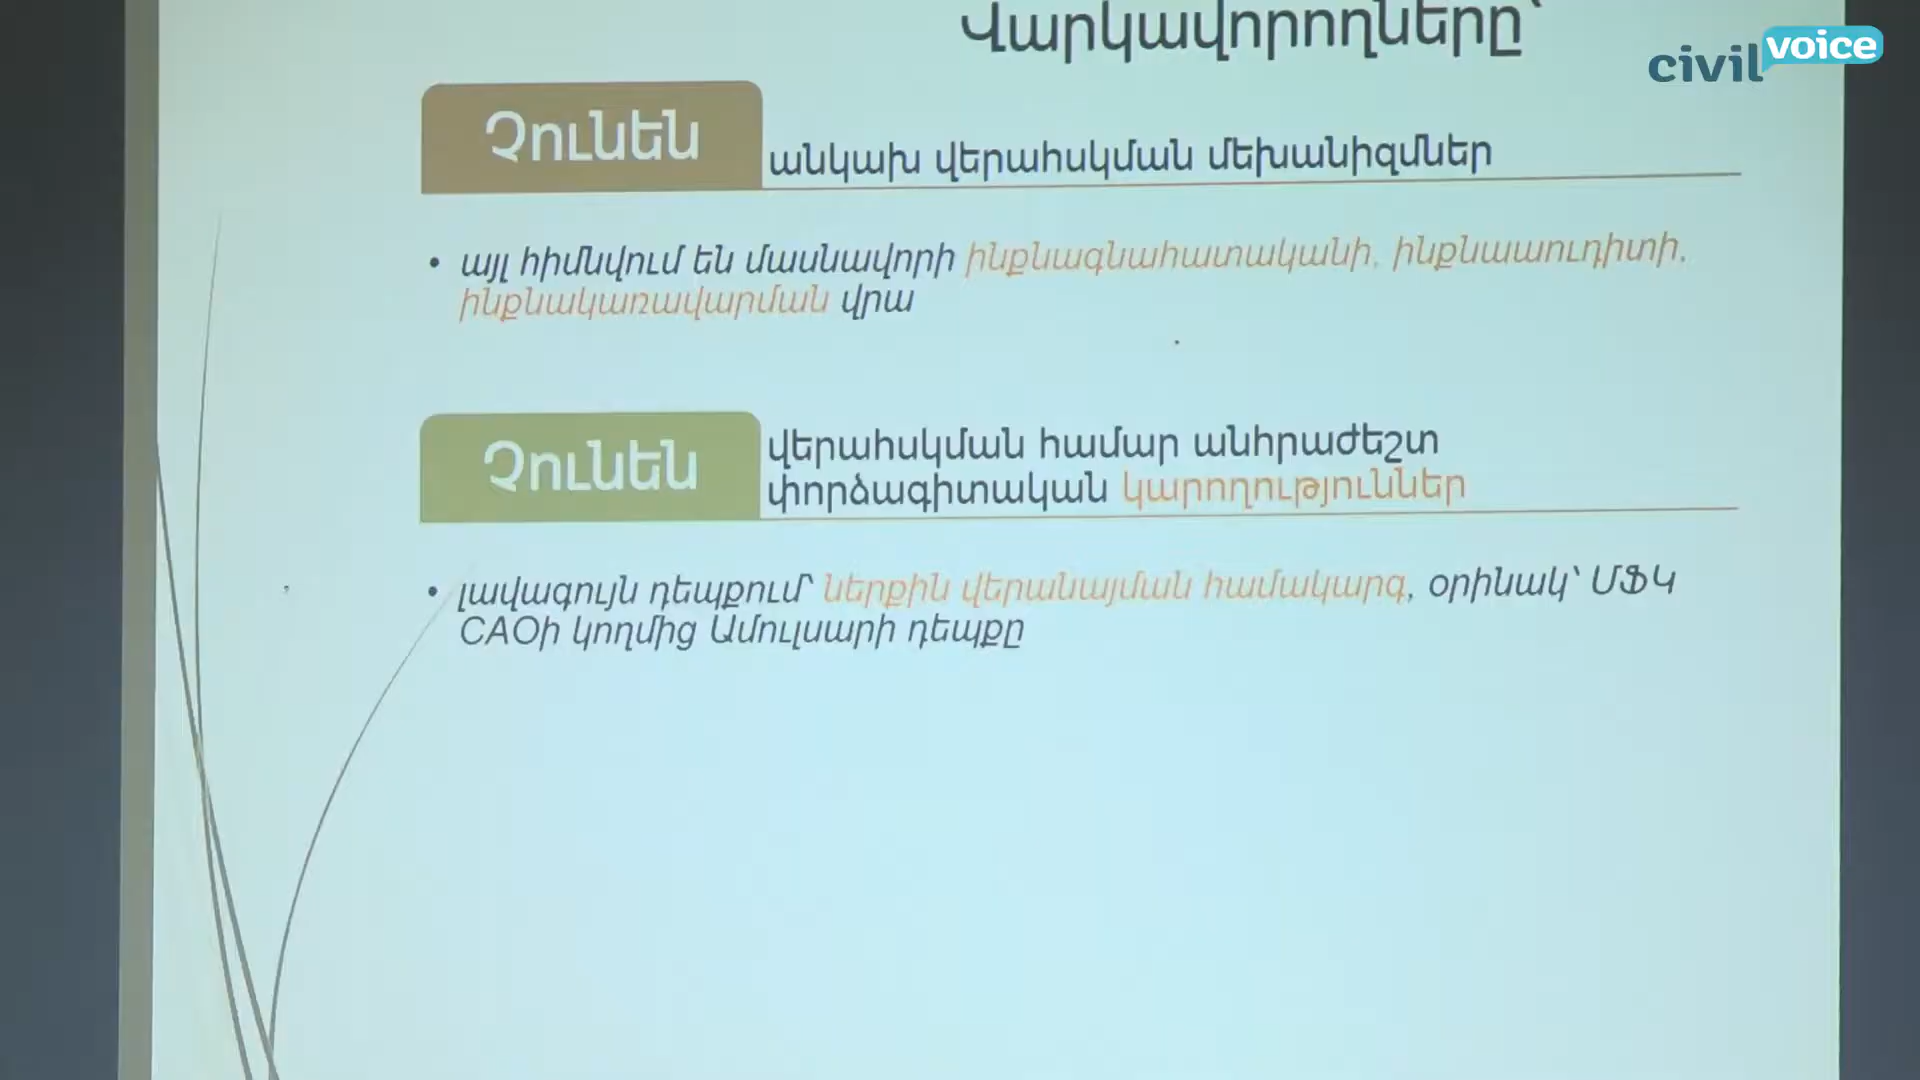 Վարկավորողները՝
civil voice
Չունեն
անկախ վերահսկման մեխանիզմներ
• այլ հիմնվում են մասնավորի ինքնագնահատականի, ինքնաաուդիտի,
ինքնակառավարման վրա
Չունեն
վերահսկման համար անհրաժեշտ
փորձագիտական կարողություններ
• լավագույն դեպքում՝ ներքին վերանայման համակարգ, օրինակ՝ ՄՖԿ
CAOի կողմից Ամուլսարի դեպքը